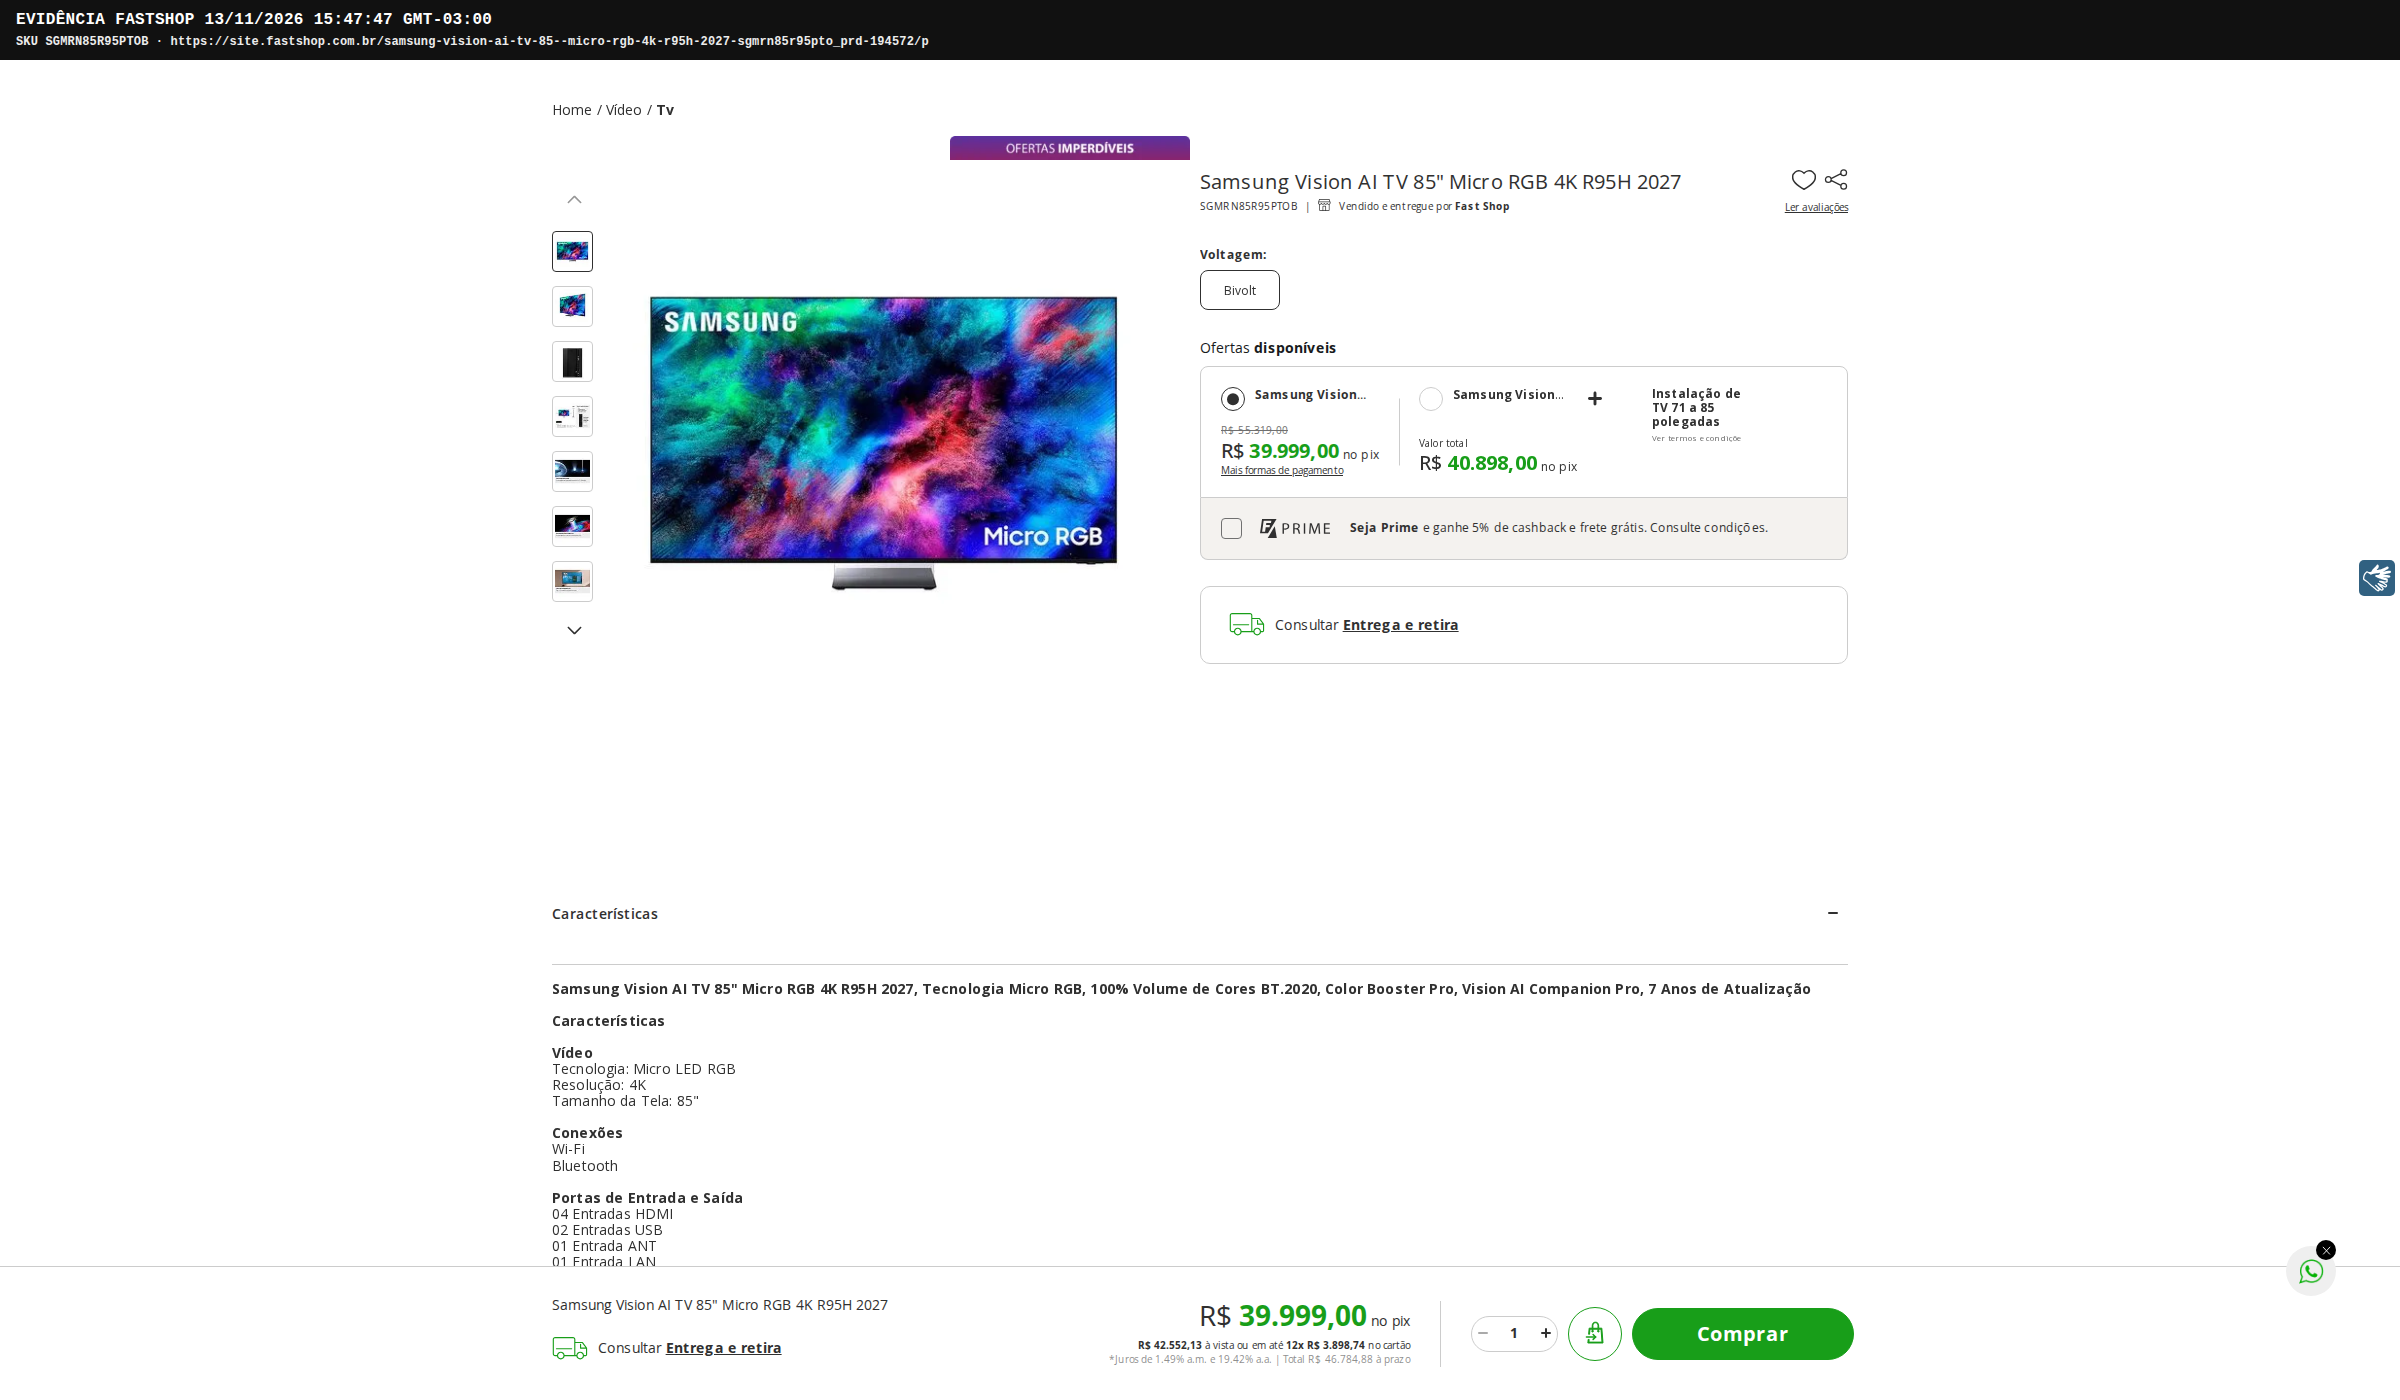 EVIDÊNCIA FASTSHOP 13/11/2026 15:47:47 GMT-03:00
SKU SGMRN85R95PTOB · https://site.fastshop.com.br/samsung-vision-ai-tv-85--micro-rgb-4k-r95h-2027-sgmrn85r95pto_prd-194572/p
Home / Vídeo / Tv
OFERTAS IMPERDÍVEIS
SAMSUNG
Micro RGB
Samsung Vision AI TV 85" Micro RGB 4K R95H 2027
SGMRN85R95PTOB | Vendido e entregue por Fast Shop
Ler avaliações
Voltagem:
Bivolt
Ofertas disponíveis
Samsung Vision...
R$ 55.319,00
R$ 39.999,00 no pix
Mais formas de pagamento
Samsung Vision...
Valor total
R$ 40.898,00 no pix
+
Instalação de
TV 71 a 85
polegadas
Ver termos e condiçõe
PRIME Seja Prime e ganhe 5% de cashback e frete grátis. Consulte condições.
Consultar Entrega e retira
Características
Samsung Vision AI TV 85" Micro RGB 4K R95H 2027, Tecnologia Micro RGB, 100% Volume de Cores BT.2020, Color Booster Pro, Vision AI Companion Pro, 7 Anos de Atualização
Características
Vídeo
Tecnologia: Micro LED RGB
Resolução: 4K
Tamanho da Tela: 85"
Conexões
Wi-Fi
Bluetooth
Portas de Entrada e Saída
04 Entradas HDMI
02 Entradas USB
01 Entrada ANT
01 Entrada LAN
Samsung Vision AI TV 85" Micro RGB 4K R95H 2027
Consultar Entrega e retira
R$ 39.999,00 no pix
R$ 42.552,13 à vista ou em até 12x R$ 3.898,74 no cartão
*Juros de 1.49% a.m. e 19.42% a.a. | Total R$ 46.784,88 à prazo
− 1 +
Comprar